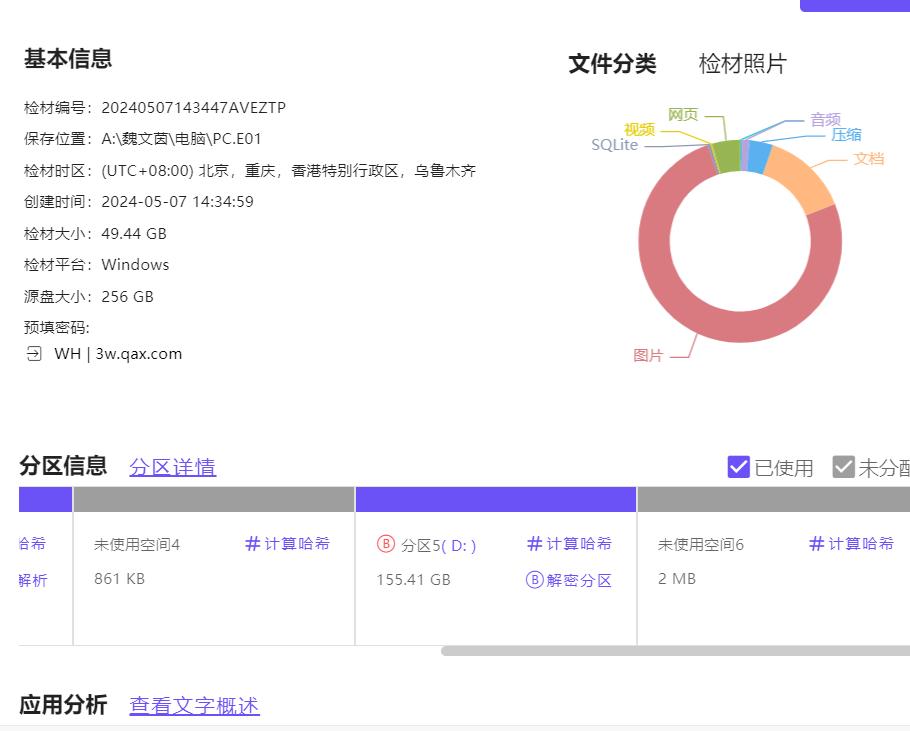 基本信息
检材编号：20240507143447AVEZTP
保存位置：A:\魏文茵\电脑\PC.E01
检材时区：(UTC+08:00) 北京，重庆，香港特别行政区，乌鲁木齐
创建时间：2024-05-07 14:34:59
检材大小：49.44 GB
检材平台：Windows
源盘大小：256 GB
预填密码:
WH | 3w.qax.com
文件分类 检材照片
网页
视频
SQLite
音频
压缩
文档
图片
分区信息 分区详情 已使用 未分配
哈希 未使用空间4 #计算哈希 B 分区5( D: ) #计算哈希 未使用空间6 #计算哈希
解析 861 KB 155.41 GB B解密分区 2 MB
应用分析 查看文字概述